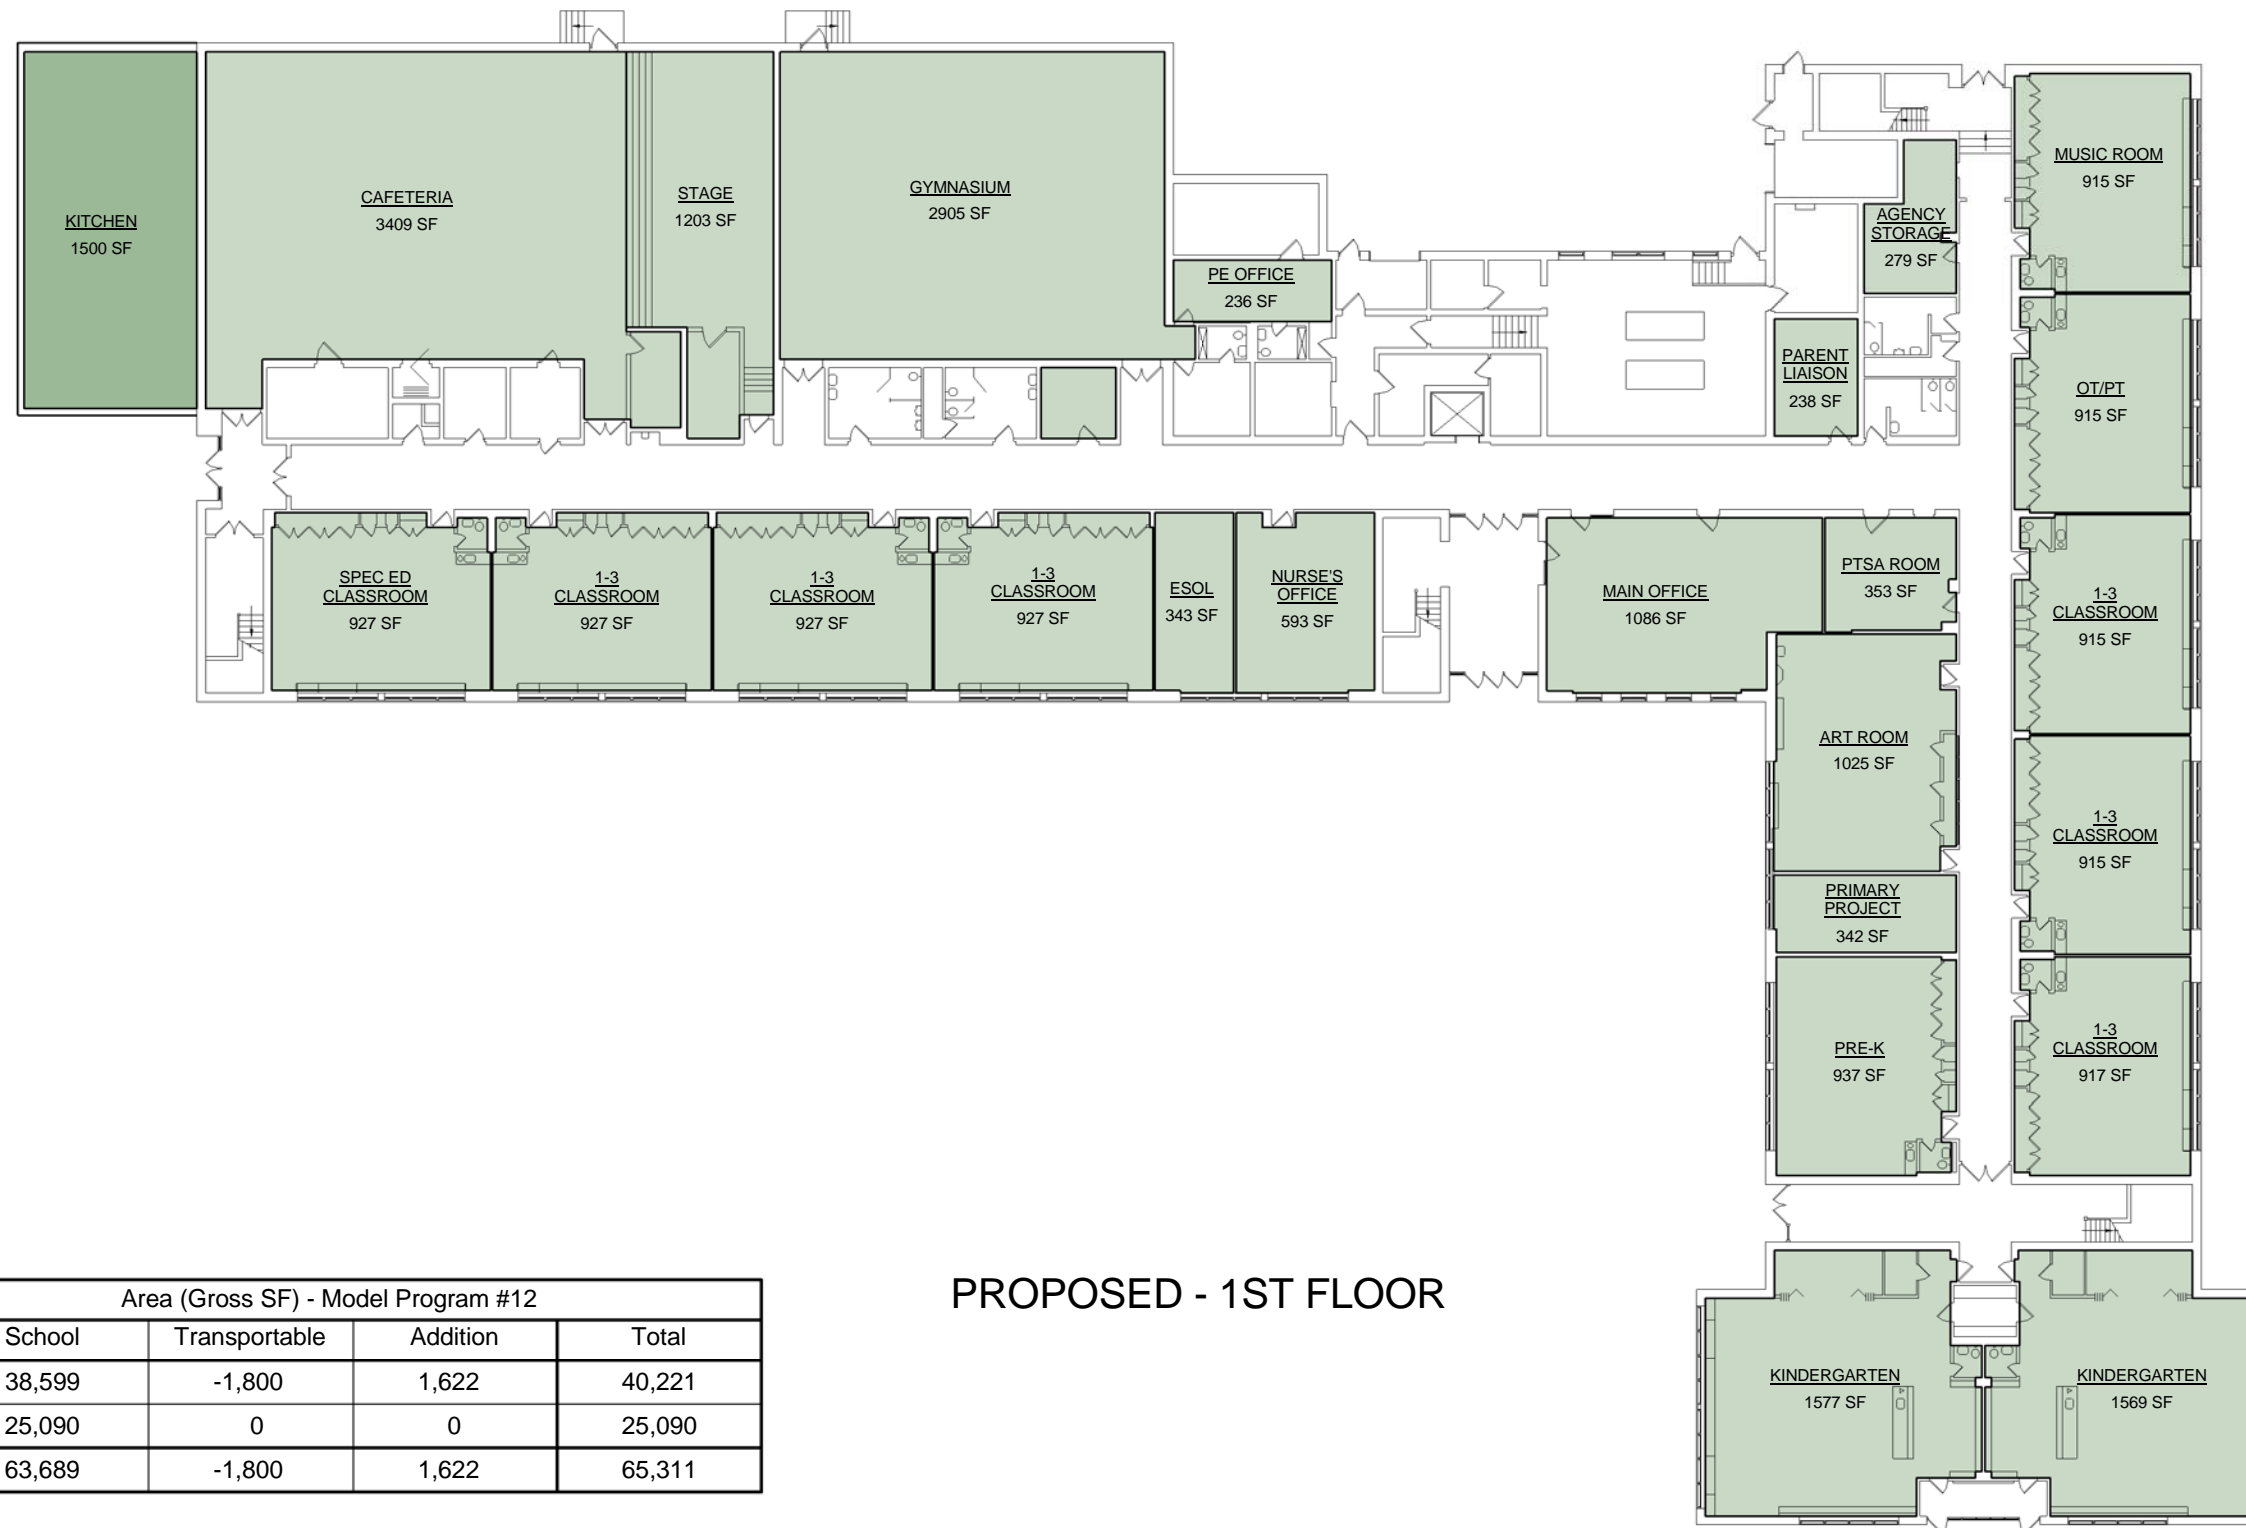 KITCHEN
1500 SF
CAFETERIA
3409 SF
STAGE
1203 SF
GYMNASIUM
2905 SF
PE OFFICE
236 SF
AGENCY
STORAGE
279 SF
PARENT
LIAISON
238 SF
MUSIC ROOM
915 SF
OT/PT
915 SF
SPEC ED
CLASSROOM
927 SF
1-3
CLASSROOM
927 SF
1-3
CLASSROOM
927 SF
1-3
CLASSROOM
927 SF
ESOL
343 SF
NURSE'S
OFFICE
593 SF
MAIN OFFICE
1086 SF
PTSA ROOM
353 SF
1-3
CLASSROOM
915 SF
ART ROOM
1025 SF
1-3
CLASSROOM
915 SF
PRIMARY
PROJECT
342 SF
PRE-K
937 SF
1-3
CLASSROOM
917 SF
KINDERGARTEN
1577 SF
KINDERGARTEN
1569 SF
PROPOSED - 1ST FLOOR
Area (Gross SF) - Model Program #12
School Transportable Addition Total
38,599 -1,800 1,622 40,221
25,090 0 0 25,090
63,689 -1,800 1,622 65,311